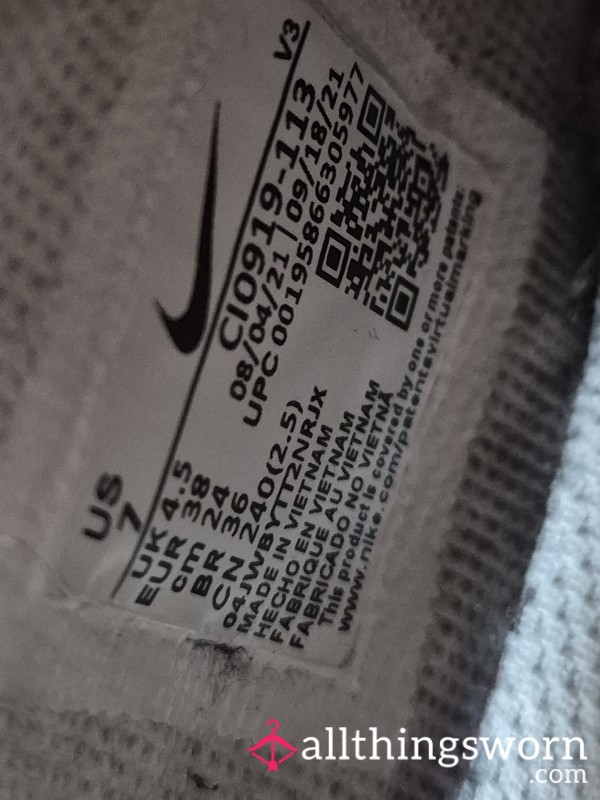 V3
CI0919-113
08/04/21 | 09/18/21
UPC 00195866305977
US
7
UK 4.5
EUR 38
cm 24
BR 36
CN 240(2.5)
04JWBYTT2NRJX
MADE IN VIETNAM
HECHO EN VIETNAM
FABRIQUE AU VIETNAM
FABRICADO NO VIETNÃ
This product is covered by one or more patents:
www.nike.com/patentsvirtualmarking
allthingsworn
.com